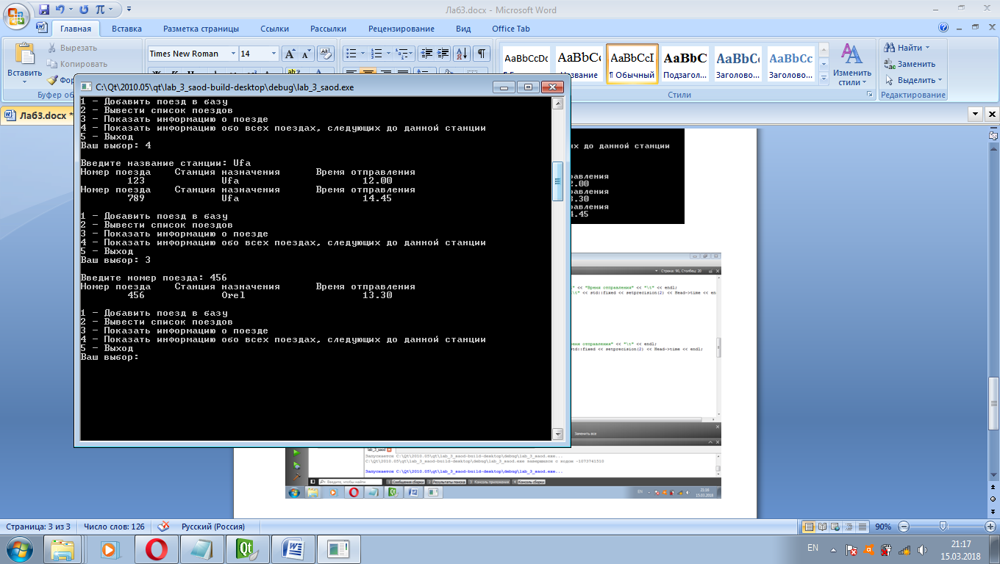 Лаб3.docx - Microsoft Word
Главная Вставка Разметка страницы Ссылки Рассылки Рецензирование Вид Office Tab
Вставить
Вырезать
Копировать
Буфер об
Times New Roman 14
AaBbCcDc AaBbCc AaBbCcI AaBbC AaBbCc AaBbCc
Название ¶ Обычный Подзагол... Заголово... Заголово...
Изменить стили
Стили
Найти
Заменить
Выделить
Редактирование
Лаб3.docx *
C:\Qt\2010.05\qt\lab_3_saod-build-desktop\debug\lab_3_saod.exe
1 - Добавить поезд в базу
2 - Вывести список поездов
3 - Показать информацию о поезде
4 - Показать информацию обо всех поездах, следующих до данной станции
5 - Выход
Ваш выбор: 4
Введите название станции: Ufa
Номер поезда Станция назначения Время отправления
123 Ufa 12.00
Номер поезда Станция назначения Время отправления
789 Ufa 14.45
1 - Добавить поезд в базу
2 - Вывести список поездов
3 - Показать информацию о поезде
4 - Показать информацию обо всех поездах, следующих до данной станции
5 - Выход
Ваш выбор: 3
Введите номер поезда: 456
Номер поезда Станция назначения Время отправления
456 Orel 13.30
1 - Добавить поезд в базу
2 - Вывести список поездов
3 - Показать информацию о поезде
4 - Показать информацию обо всех поездах, следующих до данной станции
5 - Выход
Ваш выбор:
их до данной станции
равления
2.00
равления
3.30
равления
4.45
Строка: 90, Столбец: 20
" << "Время отправления" << "\t" << endl;
\t" << std::fixed << setprecision(2) << Head->time << en
ремя отправления" << "\t" << endl;
td::fixed << setprecision(2) << Head->time << endl;
Заменить все
lab_3_saod
Запускается C:\Qt\2010.05\qt\lab_3_saod-build-desktop\debug\lab_3_saod.exe...
C:\Qt\2010.05\qt\lab_3_saod-build-desktop\debug\lab_3_saod.exe завершился с кодом -1073741510
Запускается C:\Qt\2010.05\qt\lab_3_saod-build-desktop\debug\lab_3_saod.exe...
Введите, чтобы найти 1 Сообщения сборки 2 Результаты поиска 3 Консоль приложения 4 Консоль сборки
EN 21:16
15.03.2018
Страница: 3 из 3 Число слов: 126 Русский (Россия) 90%
EN 21:17
15.03.2018